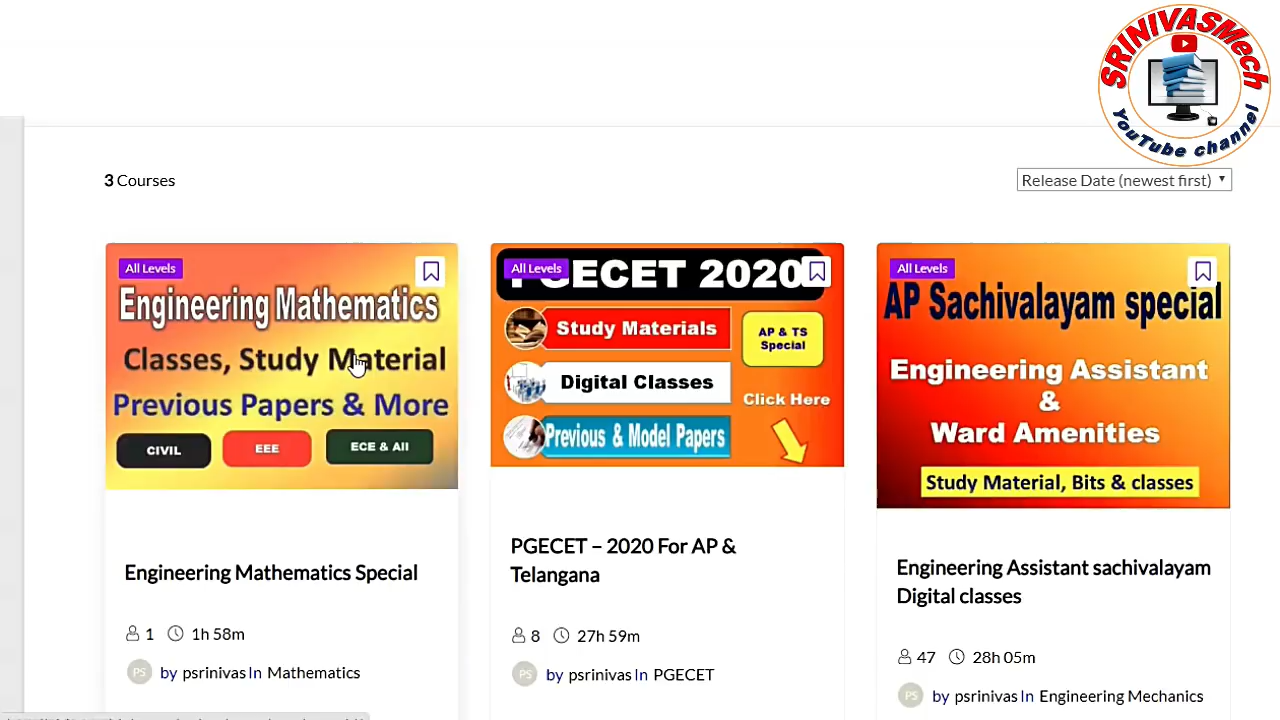 SRINIVASMech
YouTube channel
3 Courses
Release Date (newest first)
All Levels
Engineering Mathematics
Classes, Study Material
Previous Papers & More
CIVIL
EEE
ECE & All
Engineering Mathematics Special
1
1h 58m
PS
by psrinivas In Mathematics
All Levels
PGECET 2020
Study Materials
AP & TS
Special
Digital Classes
Click Here
Previous & Model Papers
PGECET – 2020 For AP &
Telangana
8
27h 59m
PS
by psrinivas In PGECET
All Levels
AP Sachivalayam special
Engineering Assistant
&
Ward Amenities
Study Material, Bits & classes
Engineering Assistant sachivalayam
Digital classes
47
28h 05m
PS
by psrinivas In Engineering Mechanics